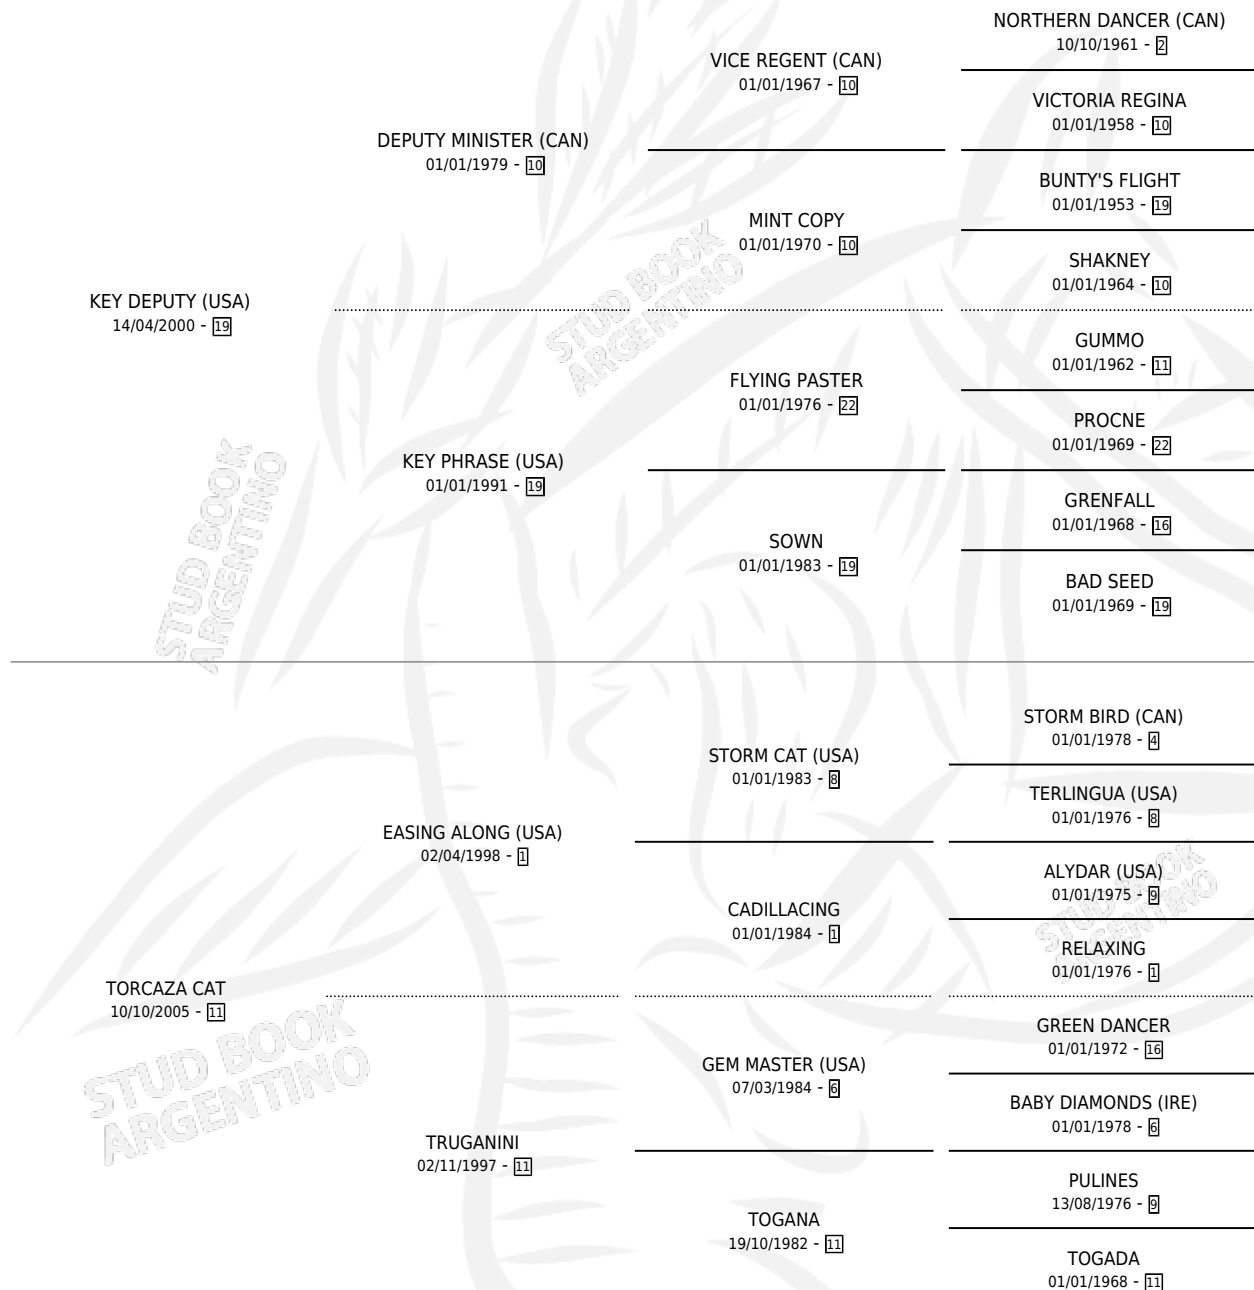 NORTHERN DANCER (CAN)
10/10/1961 - 2
VICE REGENT (CAN)
01/01/1967 - 10
VICTORIA REGINA
01/01/1958 - 10
DEPUTY MINISTER (CAN)
01/01/1979 - 10
BUNTY'S FLIGHT
01/01/1953 - 19
MINT COPY
01/01/1970 - 10
SHAKNEY
01/01/1964 - 10
KEY DEPUTY (USA)
14/04/2000 - 19
GUMMO
01/01/1962 - 11
FLYING PASTER
01/01/1976 - 22
PROCNE
01/01/1969 - 22
KEY PHRASE (USA)
01/01/1991 - 19
GRENFALL
01/01/1968 - 16
SOWN
01/01/1983 - 19
BAD SEED
01/01/1969 - 19
STORM BIRD (CAN)
01/01/1978 - 4
STORM CAT (USA)
01/01/1983 - 8
TERLINGUA (USA)
01/01/1976 - 8
EASING ALONG (USA)
02/04/1998 - 1
ALYDAR (USA)
01/01/1975 - 9
CADILLACING
01/01/1984 - 1
RELAXING
01/01/1976 - 1
TORCAZA CAT
10/10/2005 - 11
GREEN DANCER
01/01/1972 - 16
GEM MASTER (USA)
07/03/1984 - 6
BABY DIAMONDS (IRE)
01/01/1978 - 6
TRUGANINI
02/11/1997 - 11
PULINES
13/08/1976 - 9
TOGANA
19/10/1982 - 11
TOGADA
01/01/1968 - 11
STUD BOOK
ARGENTINO
STUD BOOK
ARGENTINO
STUD BOOK
ARGENTINO
STUD BOOK
ARGENTINO